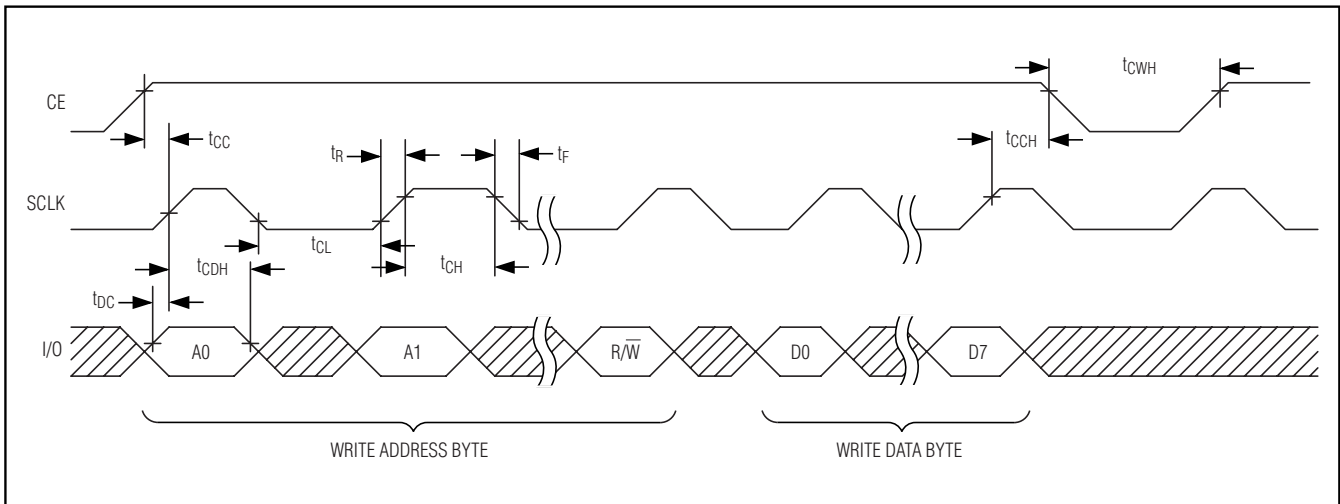 CE
tCWH
tCC
tR
tF
tCCH
SCLK
tCL
tCDH
tCH
tDC
I/O
A0
A1
R/W̅
D0
D7
WRITE ADDRESS BYTE
WRITE DATA BYTE